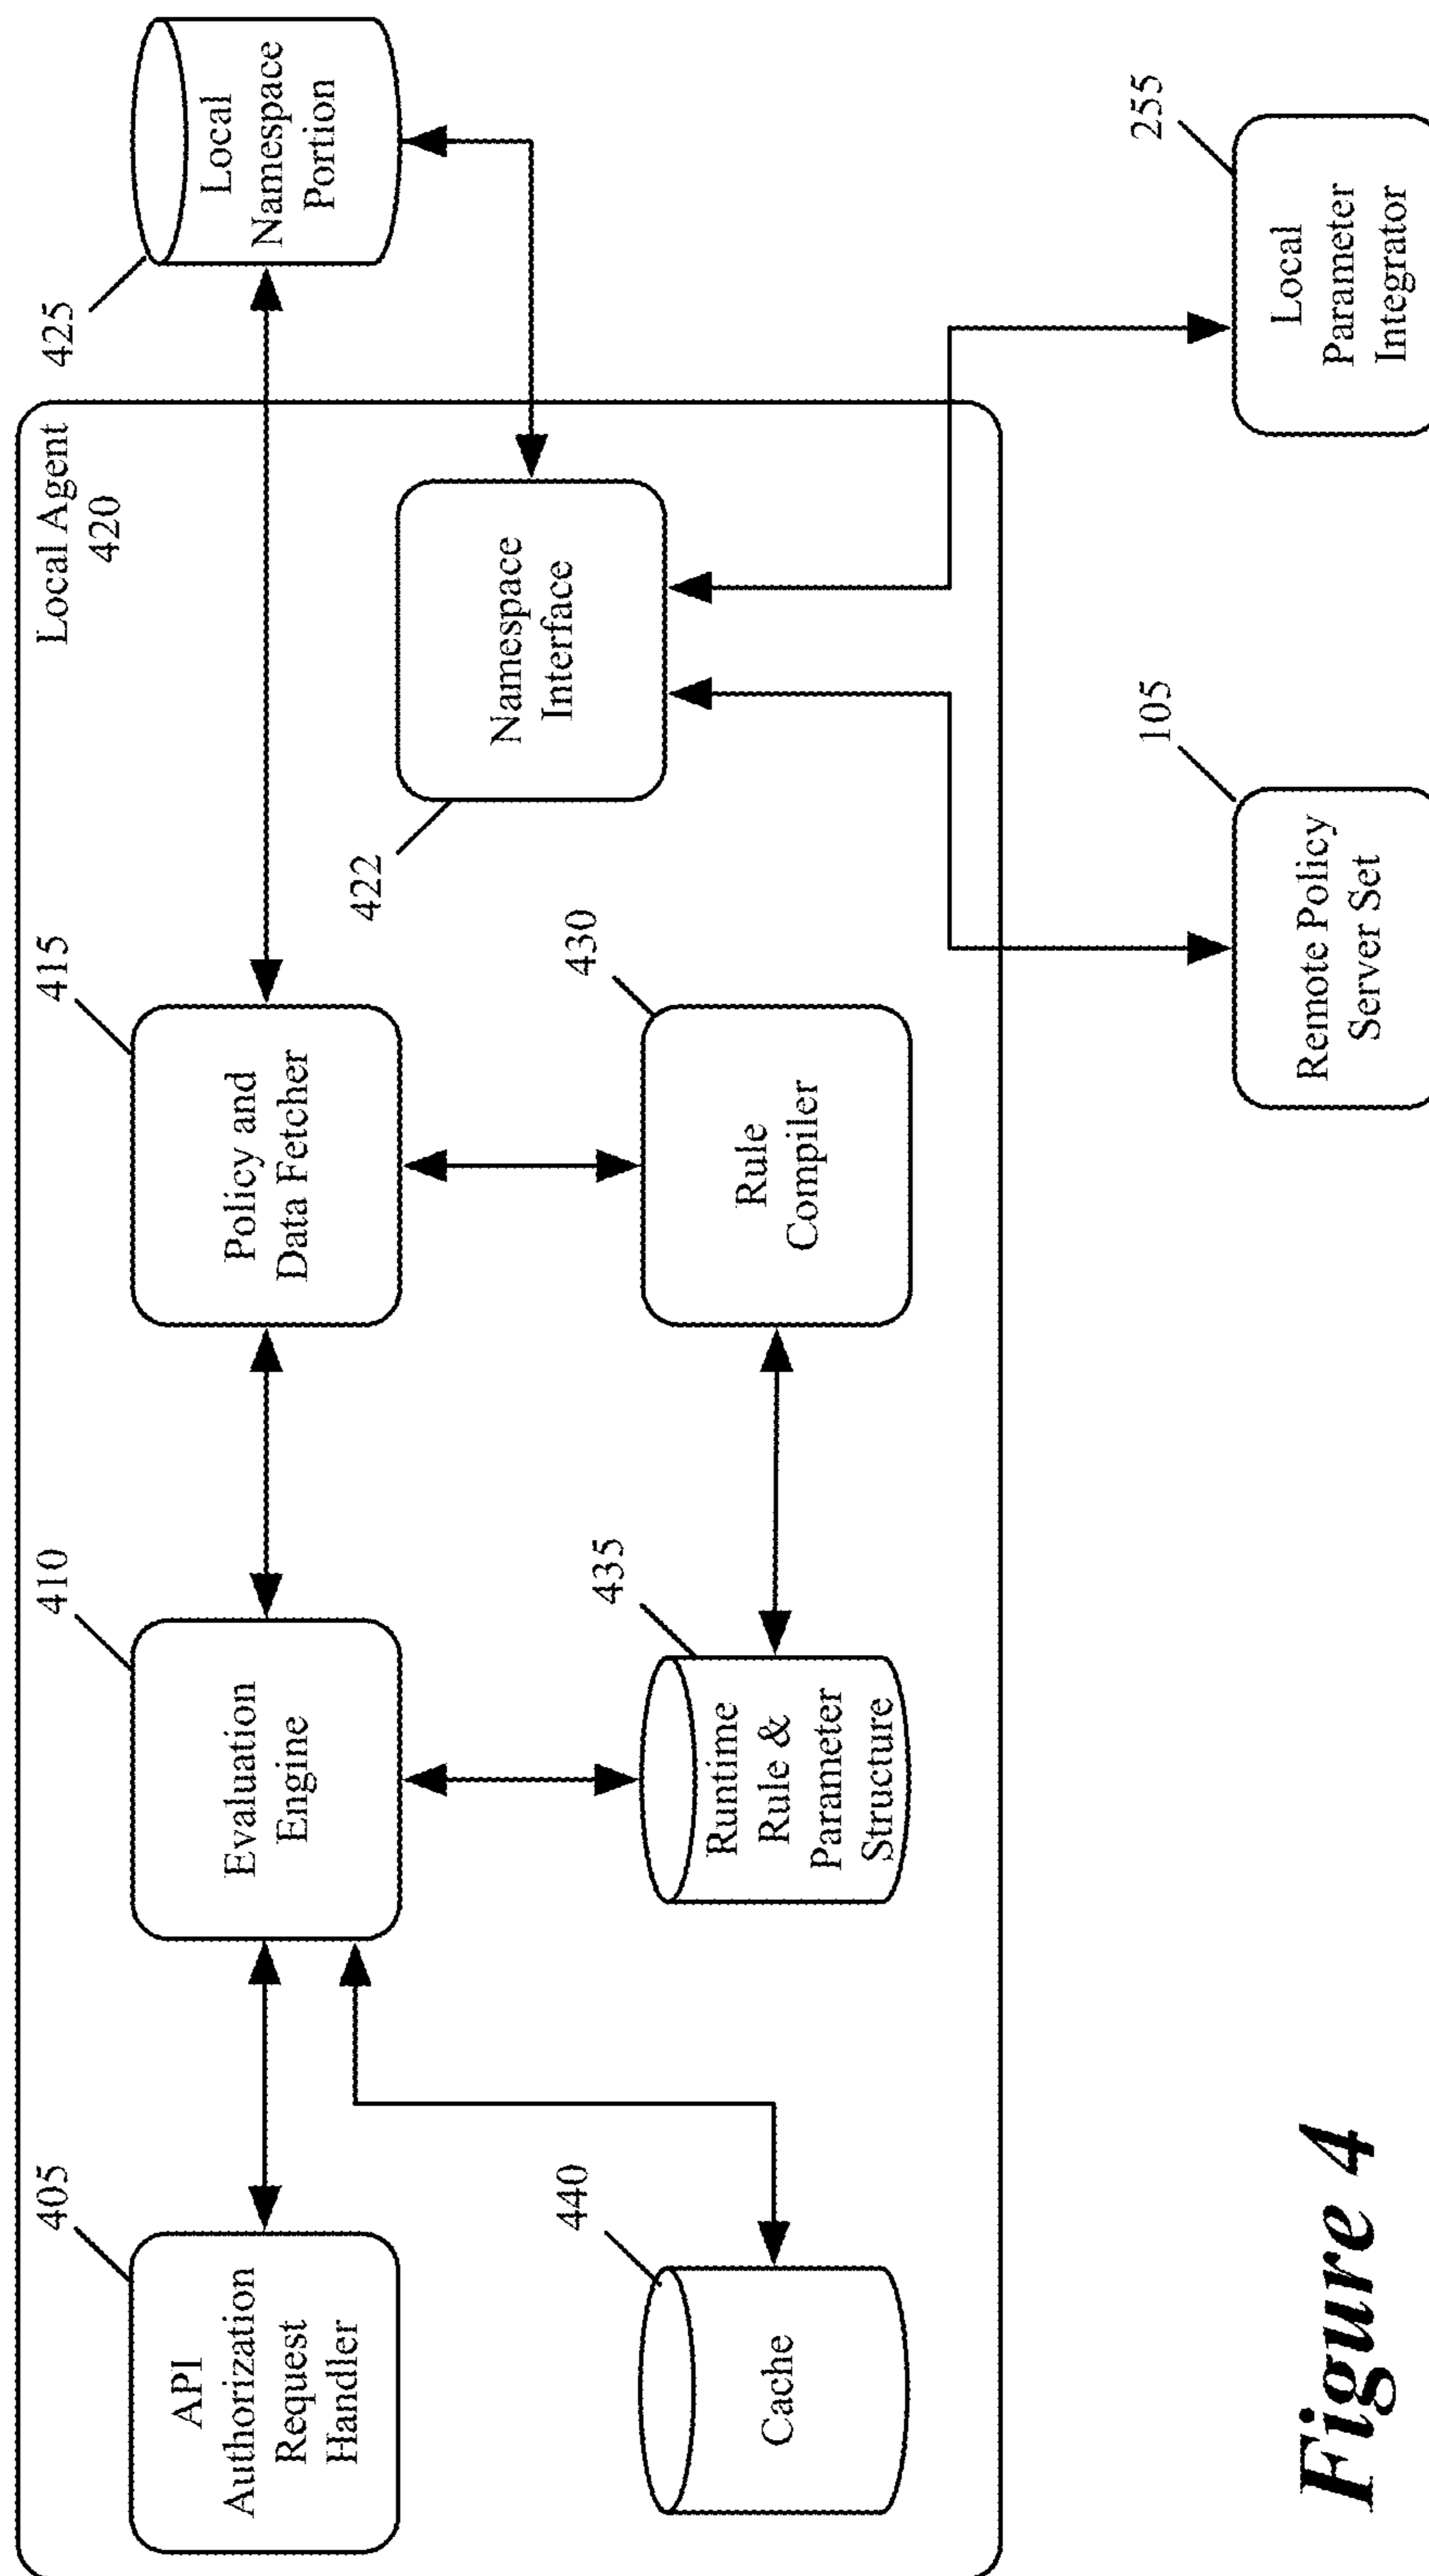 Local Agent
420
405
API
Authorization
Request
Handler
410
Evaluation
Engine
415
Policy and
Data Fetcher
425
Local
Namespace
Portion
440
Cache
435
Runtime
Rule &
Parameter
Structure
430
Rule
Compiler
422
Namespace
Interface
105
Remote Policy
Server Set
255
Local
Parameter
Integrator
Figure 4